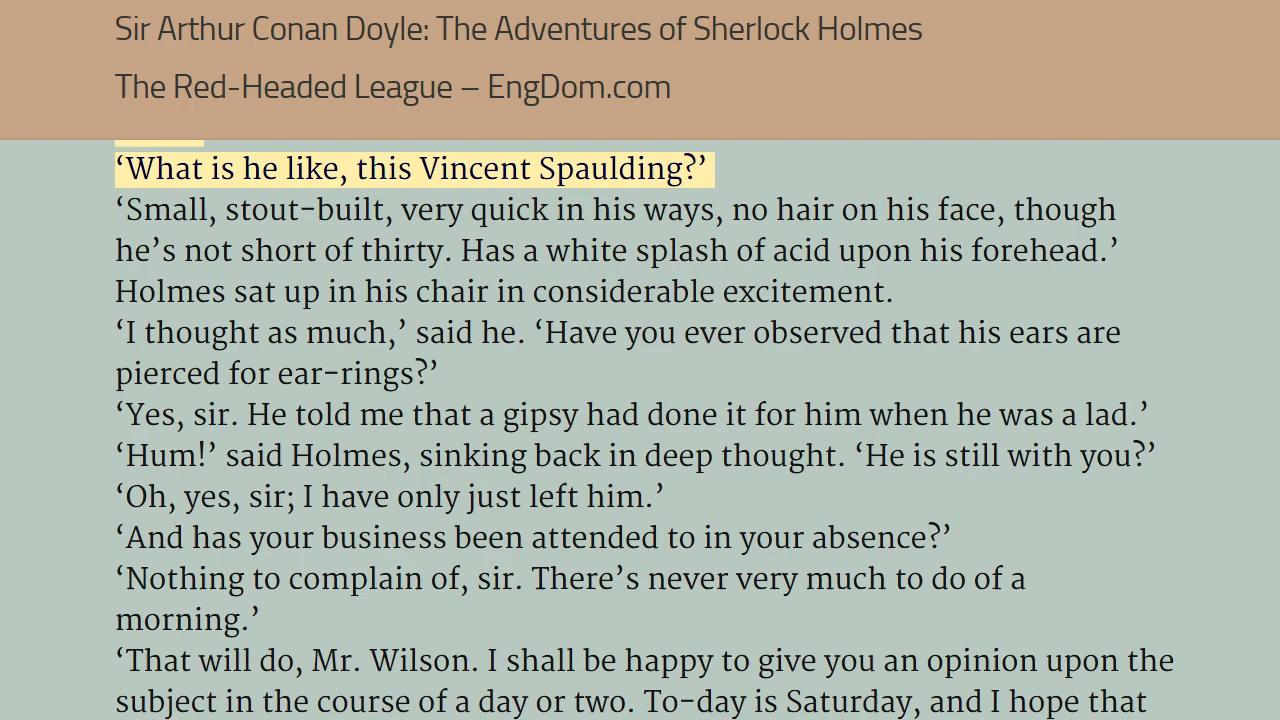 Sir Arthur Conan Doyle: The Adventures of Sherlock Holmes
The Red-Headed League – EngDom.com
‘What is he like, this Vincent Spaulding?’
‘Small, stout-built, very quick in his ways, no hair on his face, though
he’s not short of thirty. Has a white splash of acid upon his forehead.’
Holmes sat up in his chair in considerable excitement.
‘I thought as much,’ said he. ‘Have you ever observed that his ears are
pierced for ear-rings?’
‘Yes, sir. He told me that a gipsy had done it for him when he was a lad.’
‘Hum!’ said Holmes, sinking back in deep thought. ‘He is still with you?’
‘Oh, yes, sir; I have only just left him.’
‘And has your business been attended to in your absence?’
‘Nothing to complain of, sir. There’s never very much to do of a
morning.’
‘That will do, Mr. Wilson. I shall be happy to give you an opinion upon the
subject in the course of a day or two. To-day is Saturday, and I hope that